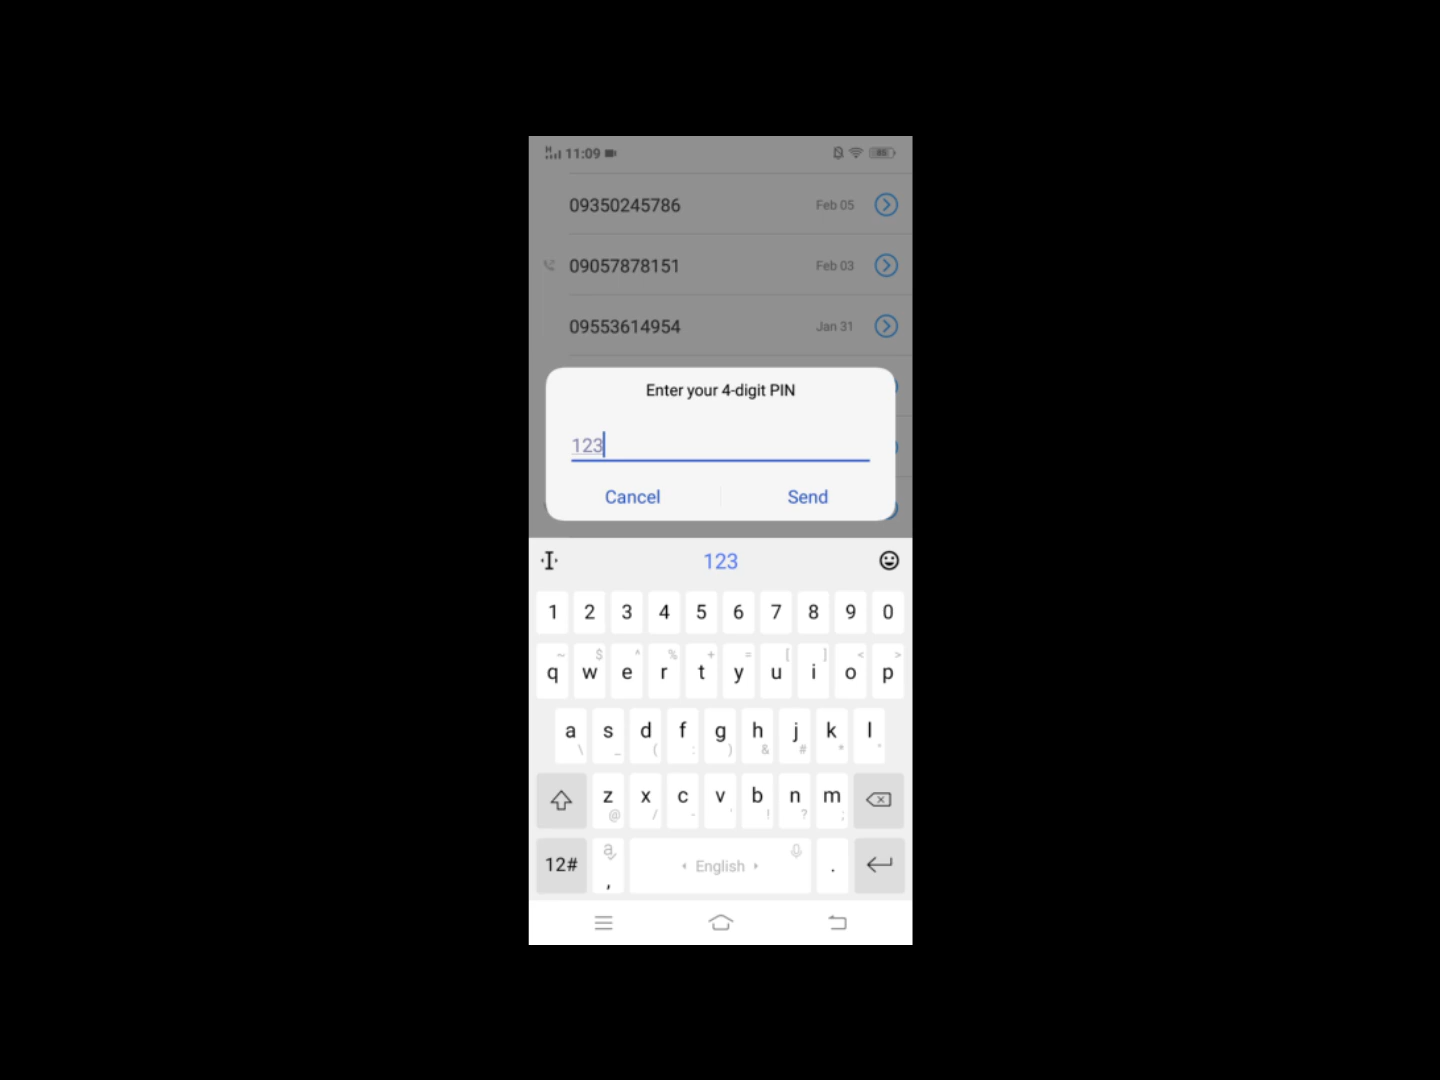 11:09 85
09350245786 Feb 05
09057878151 Feb 03
09553614954 Jan 31
Enter your 4-digit PIN
123
Cancel Send
123
1 2 3 4 5 6 7 8 9 0
~ $ ^ % + = [ ] < >
q w e r t y u i o p
a s d f g h j k l
\ _ ( : ) & # * "
z x c v b n m
@ / - ' ! ? ;
12# a , English .